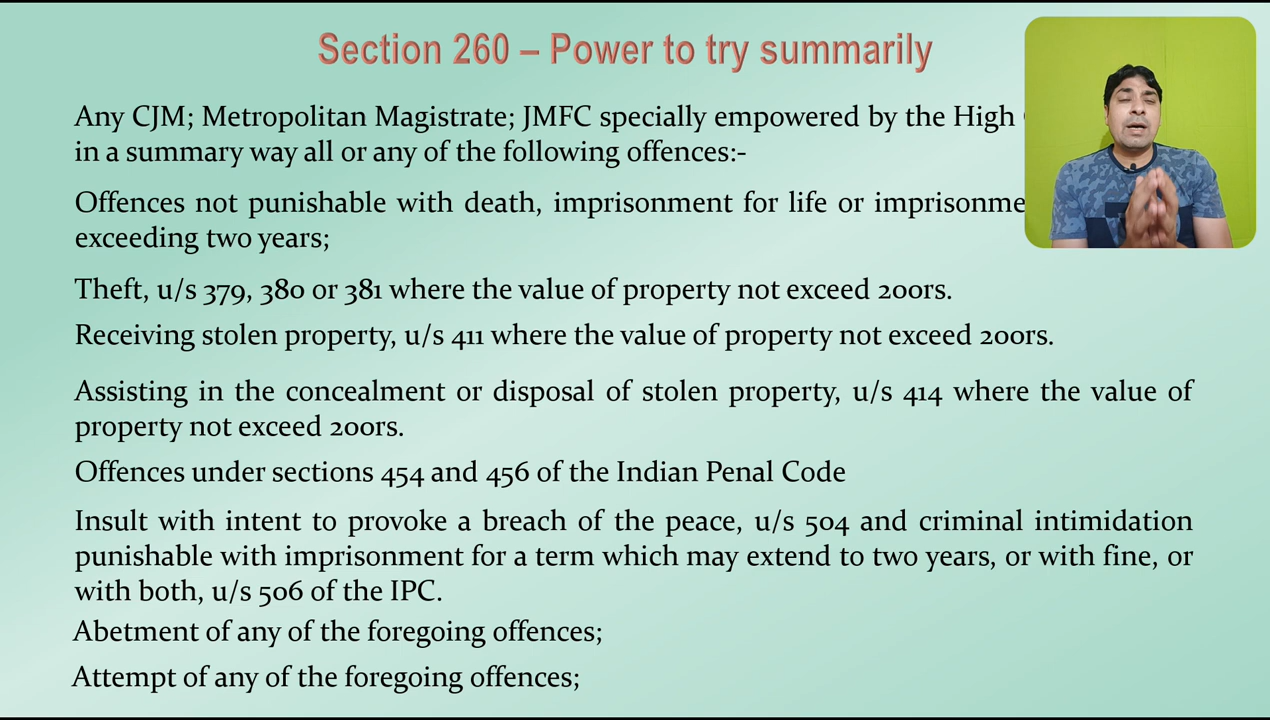 Section 260 – Power to try summarily
Any CJM; Metropolitan Magistrate; JMFC specially empowered by the High
in a summary way all or any of the following offences:-
Offences not punishable with death, imprisonment for life or
exceeding two years;
Theft, u/s 379, 380 or 381 where the value of property not exceed 200rs.
Receiving stolen property, u/s 411 where the value of property not exceed 200rs.
Assisting in the concealment or disposal of stolen property, u/s 414 where the value of
property not exceed 200rs.
Offences under sections 454 and 456 of the Indian Penal Code
Insult with intent to provoke a breach of the peace, u/s 504 and criminal intimidation
punishable with imprisonment for a term which may extend to two years, or with fine, or
with both, u/s 506 of the IPC.
Abetment of any of the foregoing offences;
Attempt of any of the foregoing offences;